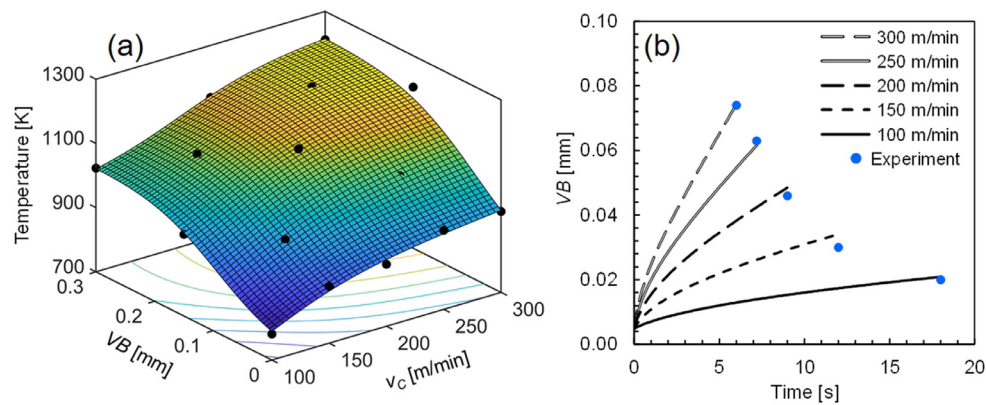 (a)
1300
1100
900
700
Temperature [K]
0.3
0.2
0.1
0
VB [mm]
100
150
200
250
300
vC [m/min]
(b)
0.10
0.08
0.06
0.04
0.02
0.00
VB [mm]
300 m/min
250 m/min
200 m/min
150 m/min
100 m/min
Experiment
0 5 10 15 20
Time [s]